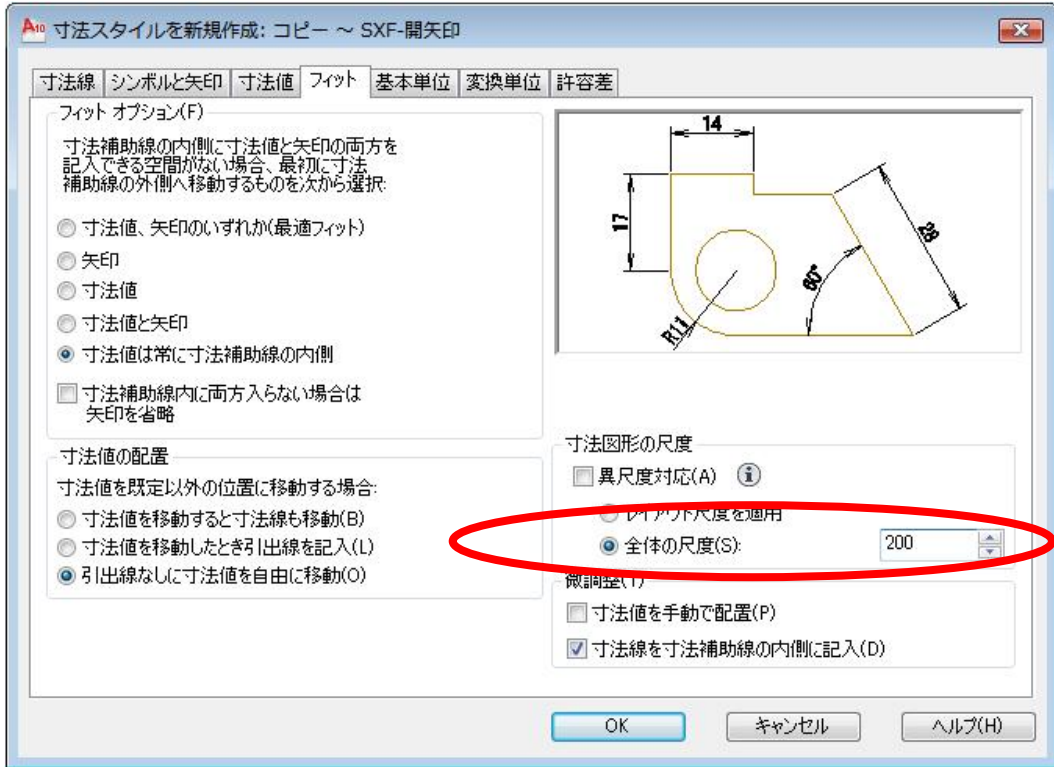 A10 寸法スタイルを新規作成: コピー ～ SXF-開矢印
寸法線 シンボルと矢印 寸法値 フィット 基本単位 変換単位 許容差
フィット オプション(F)
寸法補助線の内側に寸法値と矢印の両方を
記入できる空間がない場合、最初に寸法
補助線の外側へ移動するものを次から選択:
寸法値、矢印のいずれか(最適フィット)
矢印
寸法値
寸法値と矢印
寸法値は常に寸法補助線の内側
寸法補助線内に両方入らない場合は
矢印を省略
寸法値の配置
寸法値を既定以外の位置に移動する場合:
寸法値を移動すると寸法線も移動(B)
寸法値を移動したとき引出線を記入(L)
引出線なしに寸法値を自由に移動(O)
14
17
28
60°
R11
寸法図形の尺度
異尺度対応(A)
レイアウト尺度を適用
全体の尺度(S): 200
微調整(T)
寸法値を手動で配置(P)
寸法線を寸法補助線の内側に記入(D)
OK キャンセル ヘルプ(H)